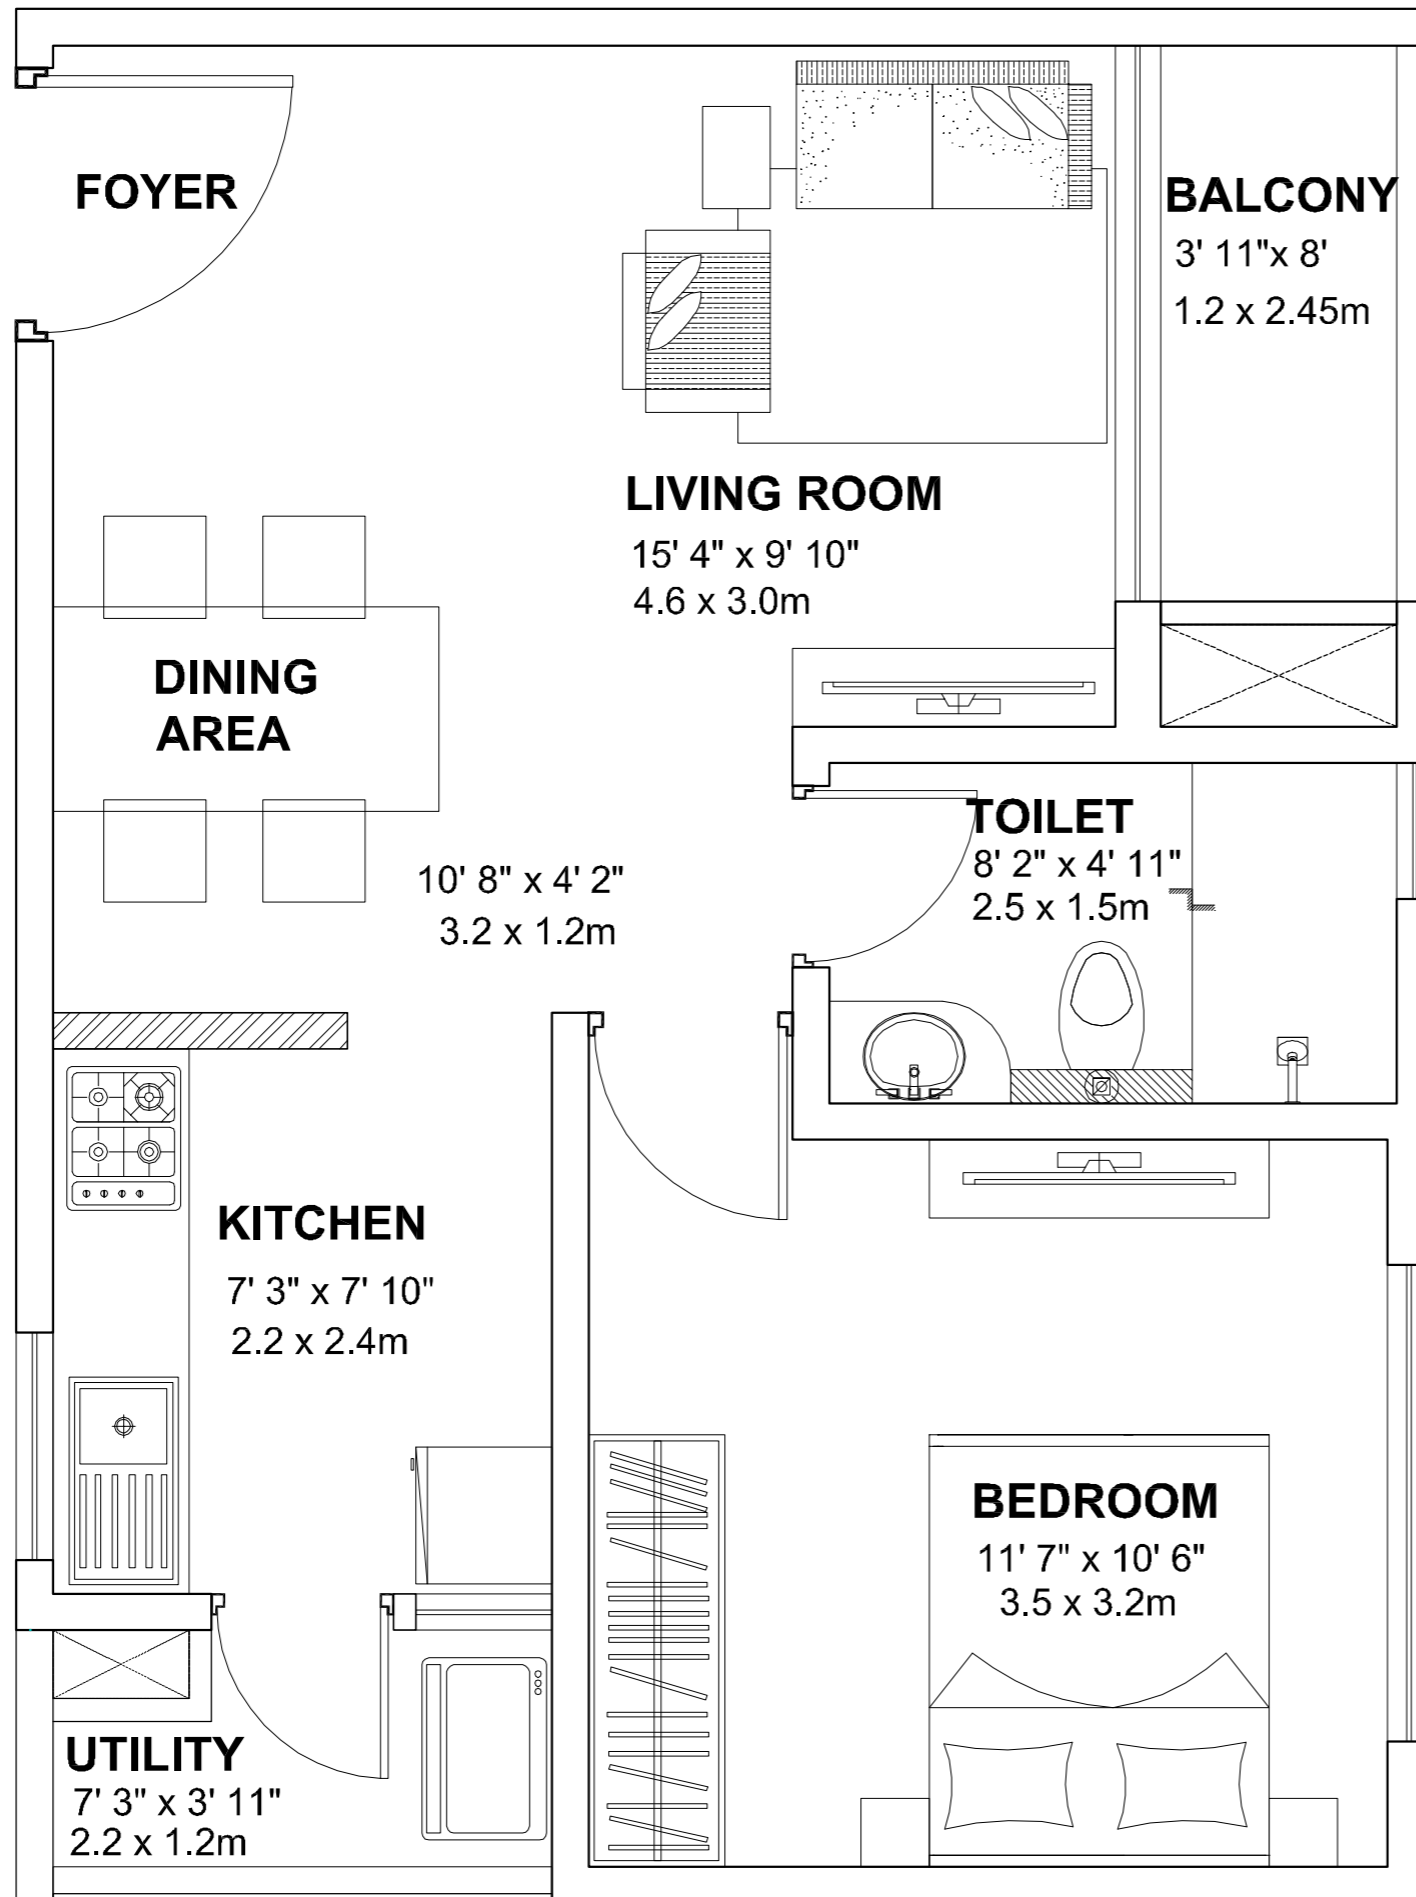 FOYER
BALCONY
3' 11"x 8'
1.2 x 2.45m
LIVING ROOM
15' 4" x 9' 10"
4.6 x 3.0m
DINING
AREA
10' 8" x 4' 2"
3.2 x 1.2m
TOILET
8' 2" x 4' 11"
2.5 x 1.5m
KITCHEN
7' 3" x 7' 10"
2.2 x 2.4m
BEDROOM
11' 7" x 10' 6"
3.5 x 3.2m
UTILITY
7' 3" x 3' 11"
2.2 x 1.2m